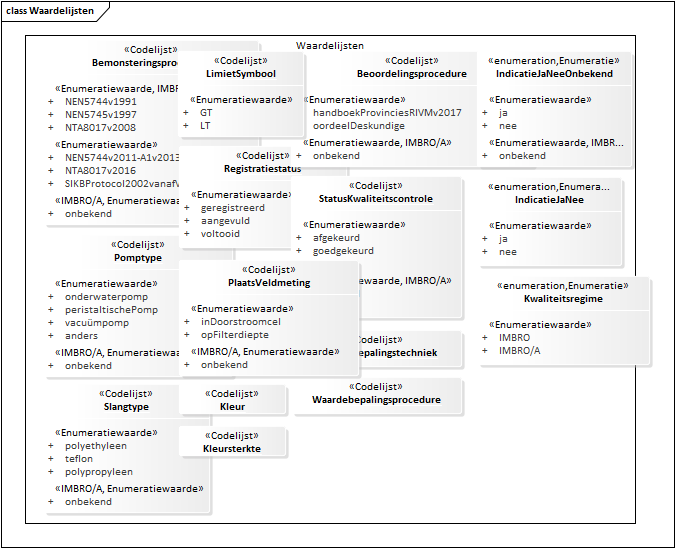 class Waardelijsten
Waardelijsten
«Codelijst»
Bemonsteringsproc
«Enumeratiewaarde, IMBR
+ NEN5744v1991
+ NEN5745v1997
+ NTA8017v2008
«Enumeratiewaarde»
+ NEN5744v2011-A1v2013
+ NTA8017v2016
+ SIKBProtocol2002vanafV
«IMBRO/A, Enumeratiewaarde»
+ onbekend
«Codelijst»
LimietSymbool
«Enumeratiewaarde»
+ GT
+ LT
«Codelijst»
Beoordelingsprocedure
«Enumeratiewaarde»
handboekProvinciesRIVMv2017
oordeelDeskundige
«Enumeratiewaarde, IMBRO/A»
onbekend
«enumeration,Enumeratie»
IndicatieJaNeeOnbekend
«Enumeratiewaarde»
+ ja
+ nee
«Enumeratiewaarde, IMBR...
+ onbekend
«Codelijst»
Registratiestatus
«Enumeratiewaarde»
+ geregistreerd
+ aangevuld
+ voltooid
«Codelijst»
StatusKwaliteitscontrole
«Enumeratiewaarde»
+ afgekeurd
+ goedgekeurd
waarde, IMBRO/A»
«enumeration,Enumera...
IndicatieJaNee
«Enumeratiewaarde»
+ ja
+ nee
«Codelijst»
Pomptype
«Enumeratiewaarde»
+ onderwaterpomp
+ peristaltischePomp
+ vacuümpomp
+ anders
«IMBRO/A, Enumeratiewaarde»
+ onbekend
«Codelijst»
PlaatsVeldmeting
«Enumeratiewaarde»
+ inDoorstroomcel
+ opFilterdiepte
«IMBRO/A, Enumeratiewaarde»
+ onbekend
«enumeration,Enumeratie»
Kwaliteitsregime
«Enumeratiewaarde»
+ IMBRO
+ IMBRO/A
«Codelijst»
epalingstechniek
«Codelijst»
Waardebepalingsprocedure
«Codelijst»
Slangtype
«Enumeratiewaarde»
+ polyethyleen
+ teflon
+ polypropyleen
«IMBRO/A, Enumeratiewaarde»
+ onbekend
«Codelijst»
Kleur
«Codelijst»
Kleursterkte